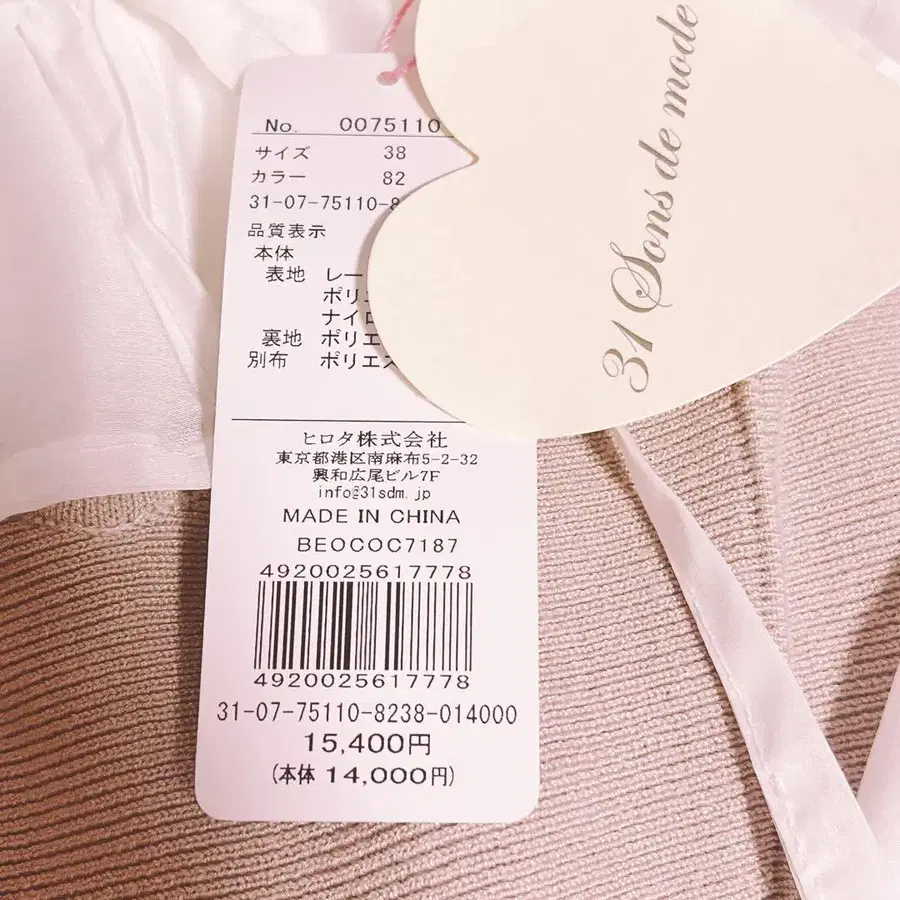 31 Sons de mode
No. 0075110
サイズ 38
カラー 82
31-07-75110-8
品質表示
本体
表地 レー
ポリ
ナイロ
裏地 ポリエ
別布 ポリエス
ヒロタ株式会社
東京都港区南麻布5-2-32
興和広尾ビル7F
info@31sdm.jp
MADE IN CHINA
BEOCOC7187
4920025617778
4920025617778
31-07-75110-8238-014000
15,400円
(本体 14,000円)